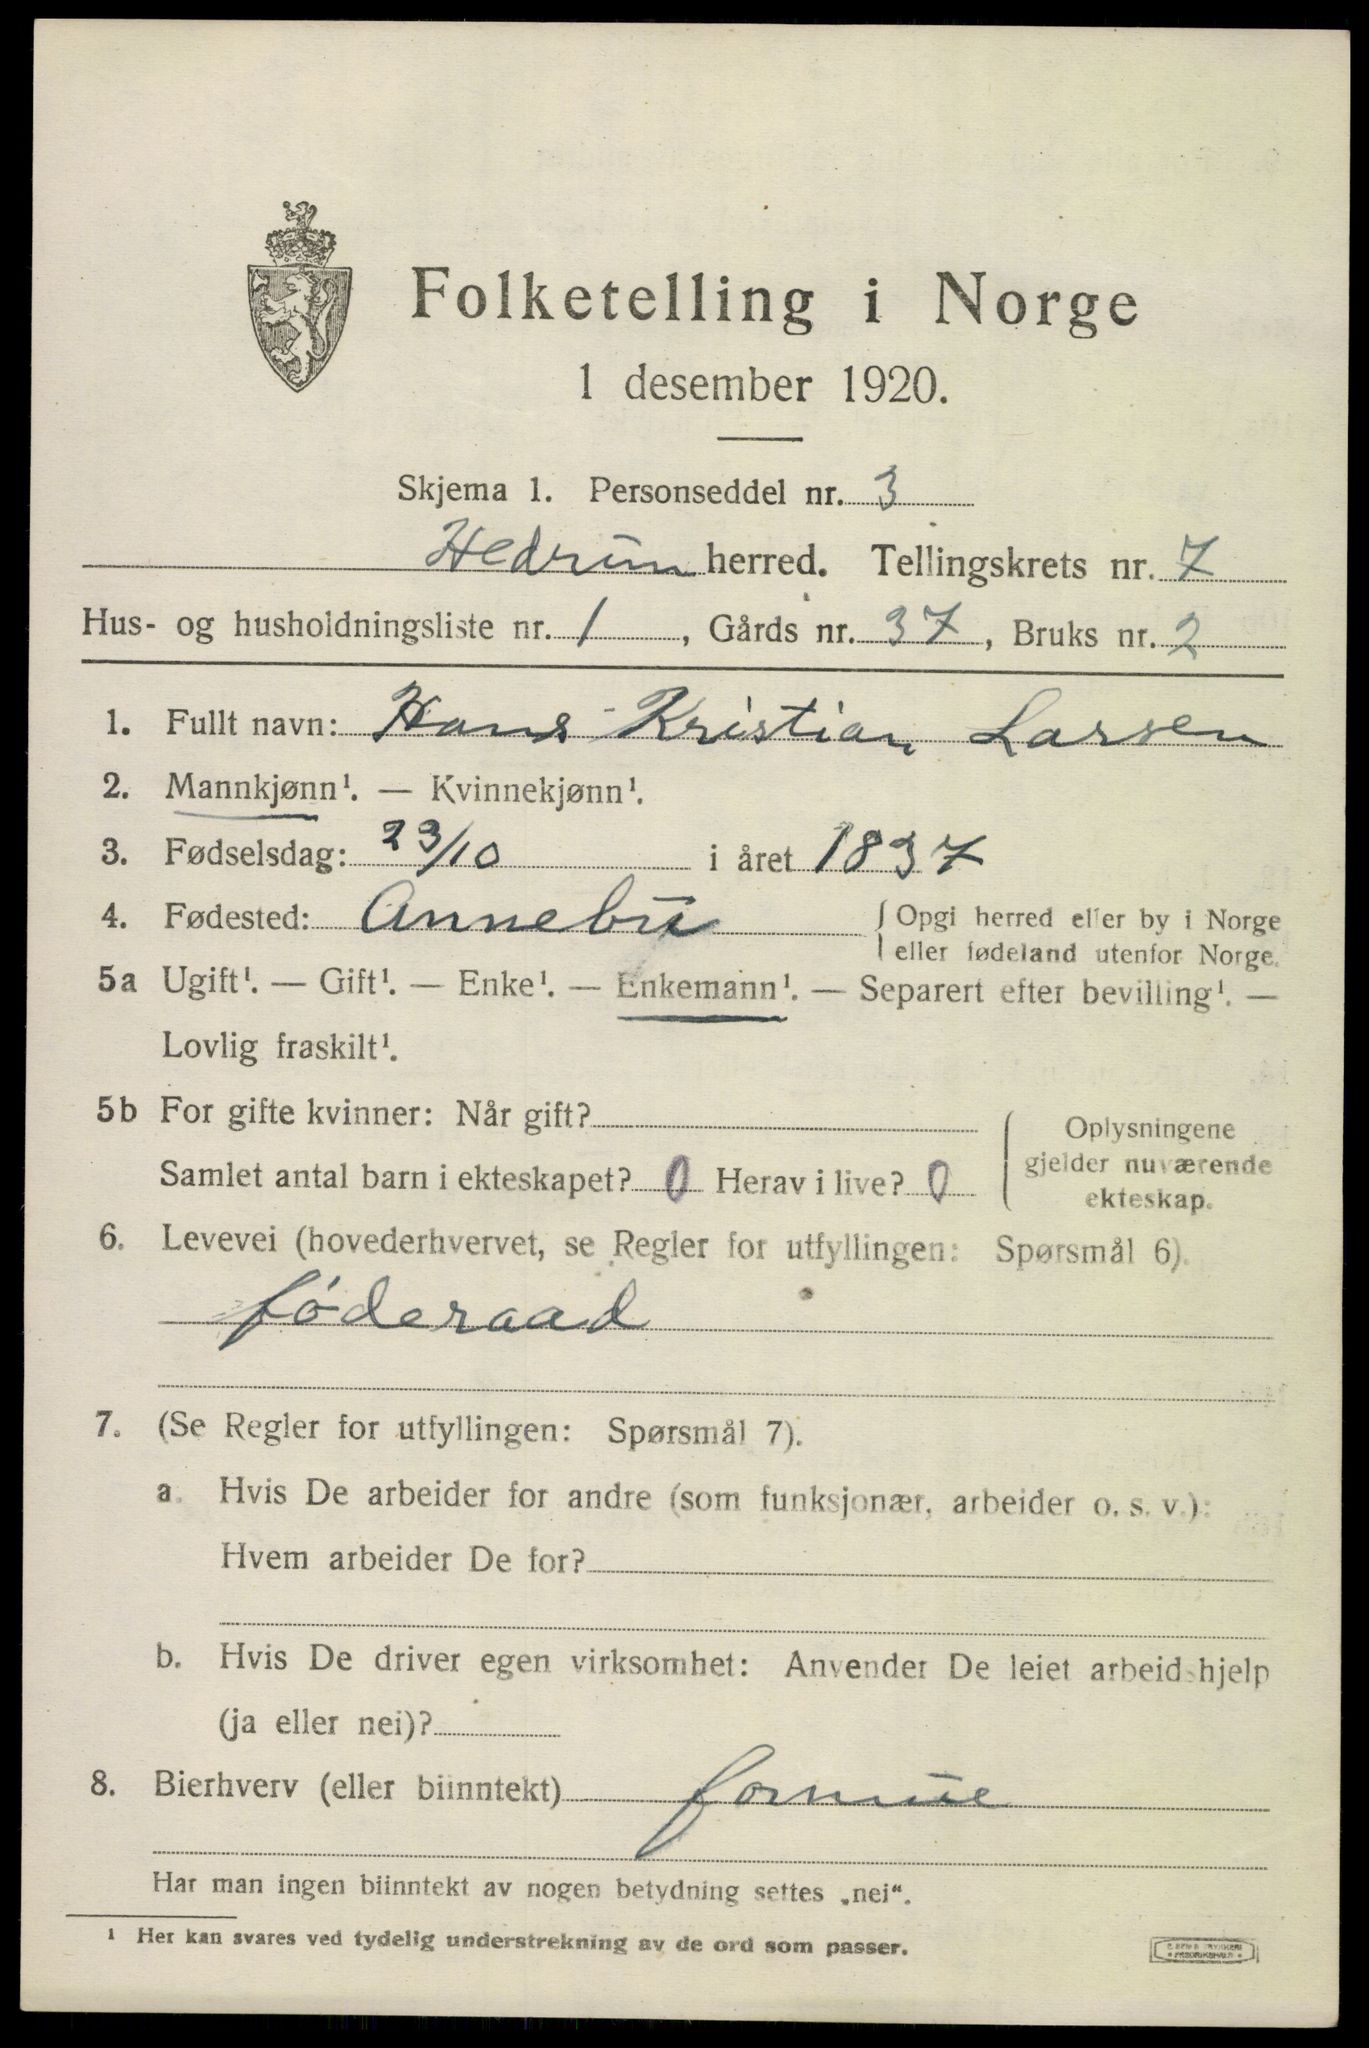 Folketelling i Norge
1 desember 1920.
Skjema 1. Personseddel nr. 3
Hedrum herred. Tellingskrets nr. 7
Hus- og husholdningsliste nr. 1, Gårds nr. 37, Bruks nr. 2
1. Fullt navn: Hans Kristian Larsen
2. Mannkjønn¹. — Kvinnekjønn¹.
3. Fødselsdag: 23/10 i året 1837
4. Fødested: Annebu { Opgi herred eller by i Norge
eller fødeland utenfor Norge.
5a Ugift¹. — Gift¹. — Enke¹. — Enkemann¹. — Separert efter bevilling¹. —
Lovlig fraskilt¹.
5b For gifte kvinner: Når gift?
Samlet antal barn i ekteskapet? 0 Herav i live? 0
Oplysningene
gjelder nuværende
ekteskap.
6. Levevei (hovederhvervet, se Regler for utfyllingen: Spørsmål 6).
føderaad
7. (Se Regler for utfyllingen: Spørsmål 7).
a. Hvis De arbeider for andre (som funksjonær, arbeider o. s. v.):
Hvem arbeider De for?
b. Hvis De driver egen virksomhet: Anvender De leiet arbeidshjelp
(ja eller nei)?
8. Bierhverv (eller biinntekt) formue
Har man ingen biinntekt av nogen betydning settes „nei“.
¹ Her kan svares ved tydelig understrekning av de ord som passer.